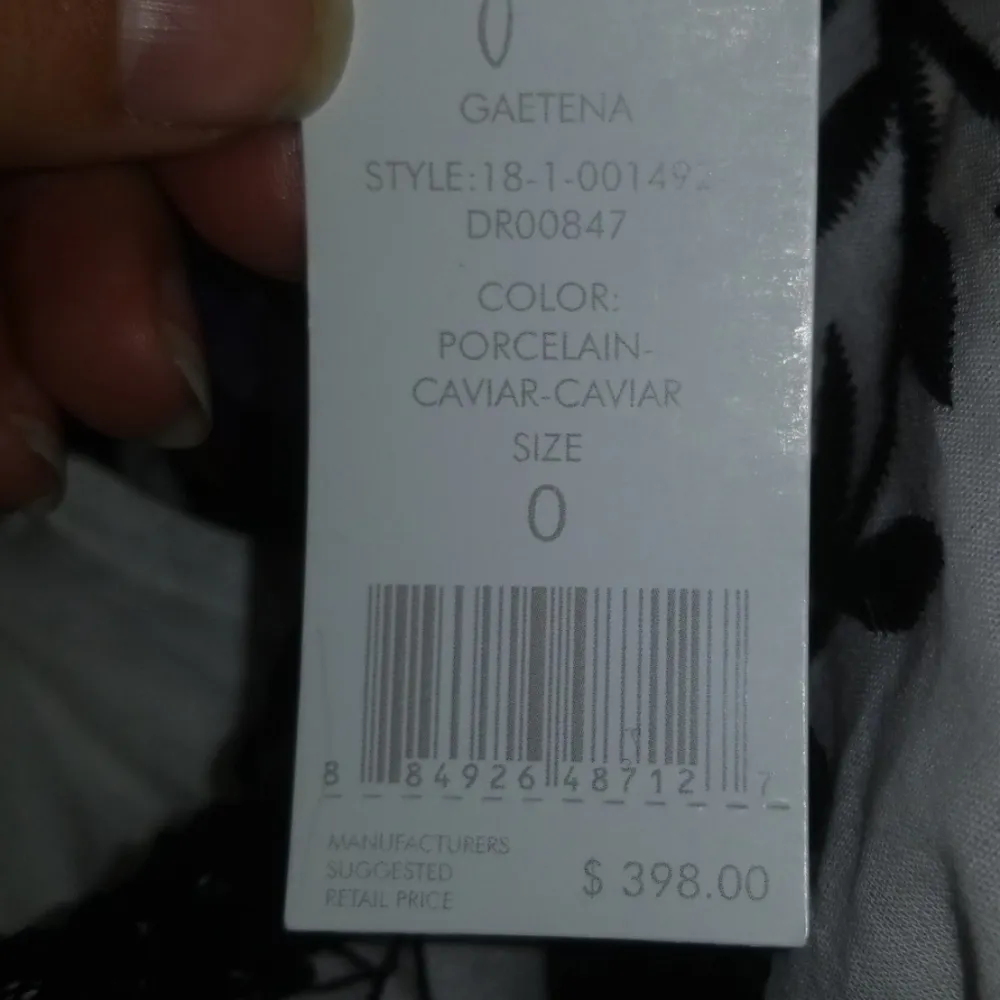 0
GAETENA
STYLE:18-1-001492
DR00847
COLOR:
PORCELAIN-
CAVIAR-CAVIAR
SIZE
0
8 84926 48712 7
MANUFACTURERS
SUGGESTED
RETAIL PRICE
$ 398.00